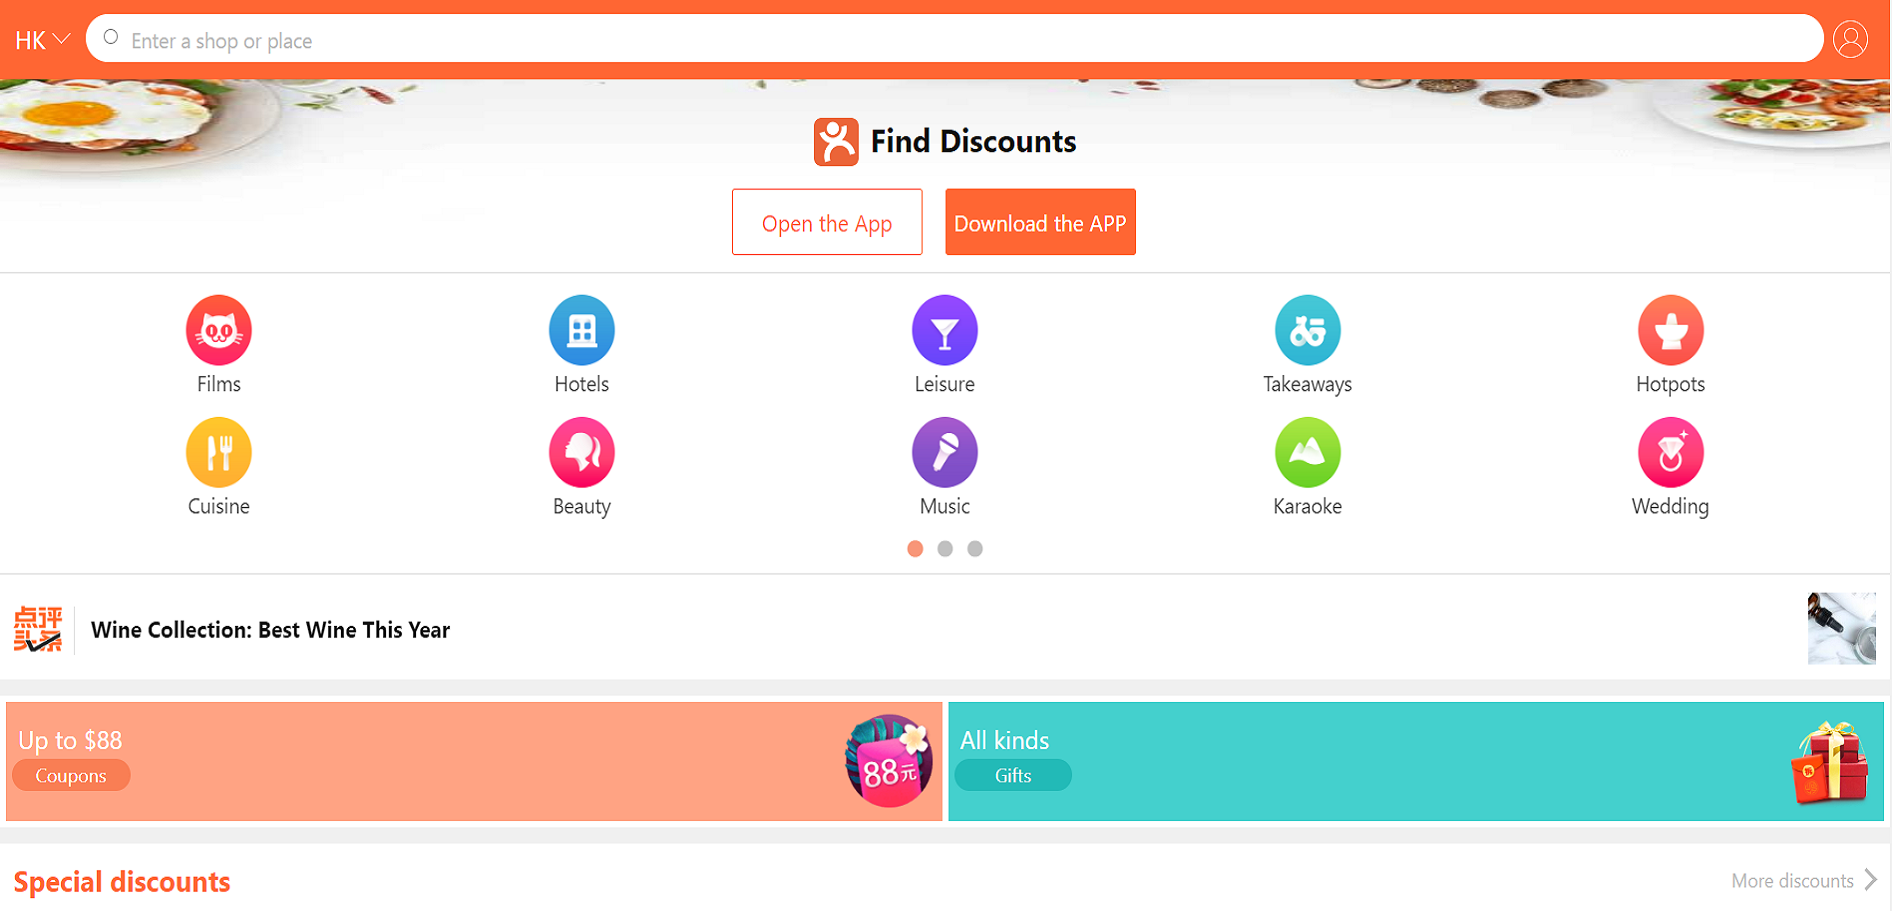 HK
Enter a shop or place
Find Discounts
Open the App
Download the APP
Films
Hotels
Leisure
Takeaways
Hotpots
Cuisine
Beauty
Music
Karaoke
Wedding
点评
头条
Wine Collection: Best Wine This Year
Up to $88
Coupons
88元
All kinds
Gifts
Special discounts
More discounts